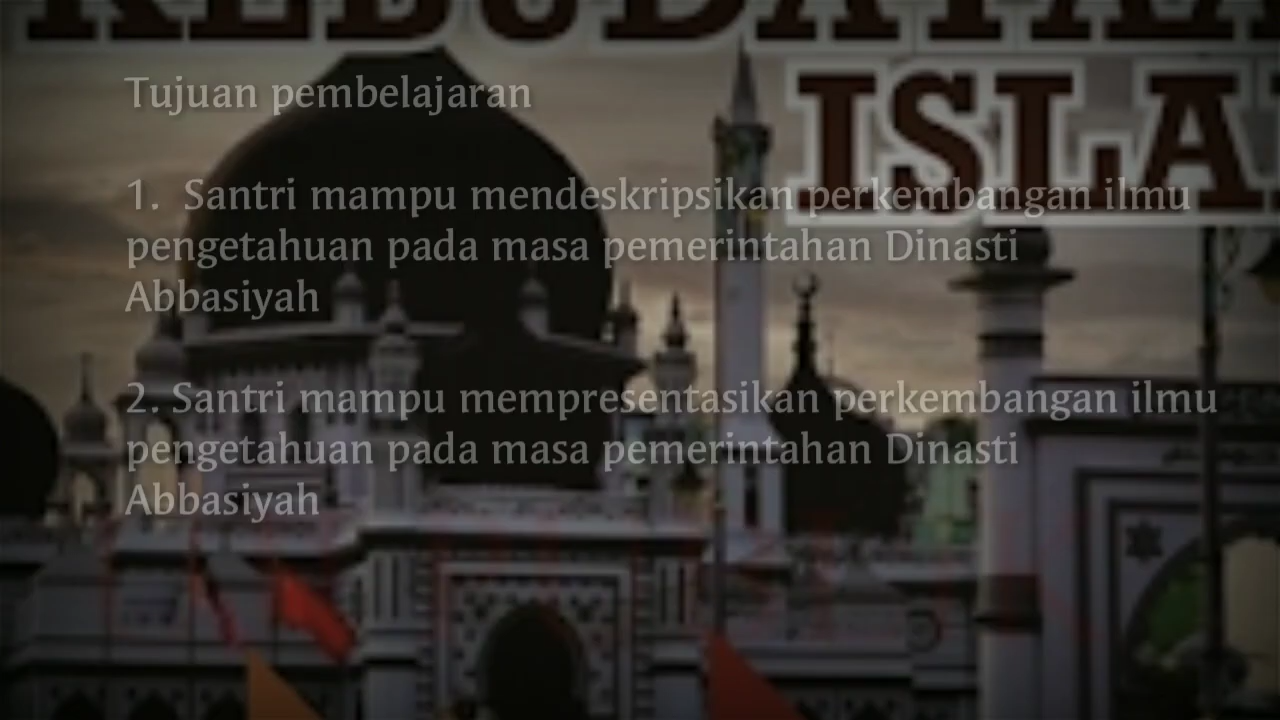 ISLA
Tujuan pembelajaran
1. Santri mampu mendeskripsikan perkembangan ilmu
pengetahuan pada masa pemerintahan Dinasti
Abbasiyah
2. Santri mampu mempresentasikan perkembangan ilmu
pengetahuan pada masa pemerintahan Dinasti
Abbasiyah